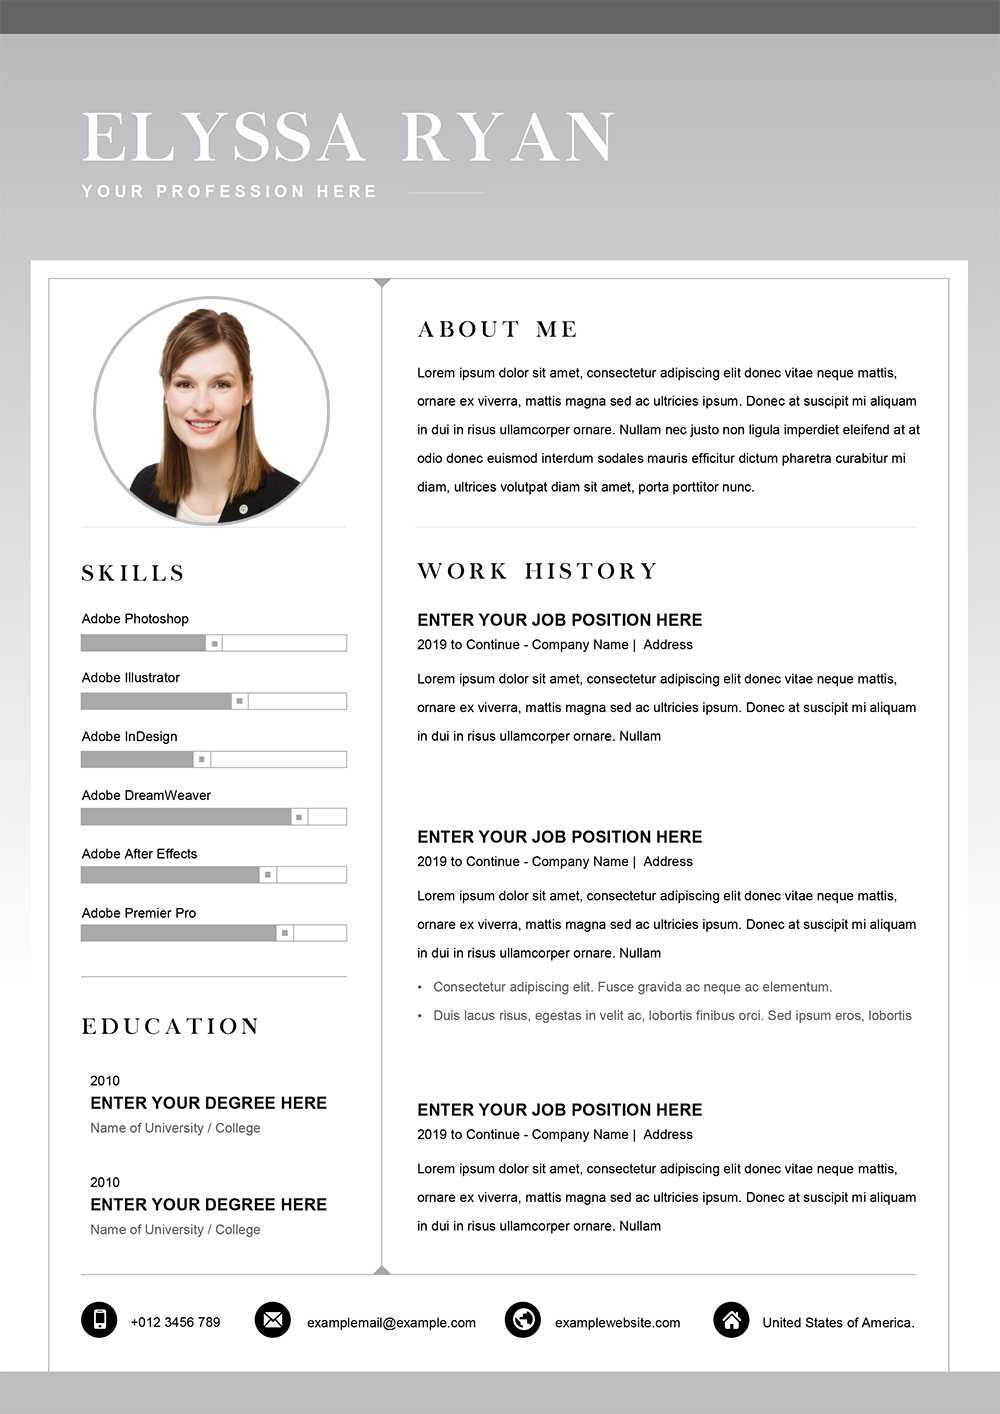 ELYSSA RYAN
YOUR PROFESSION HERE
SKILLS
Adobe Photoshop
Adobe Illustrator
Adobe InDesign
Adobe DreamWeaver
Adobe After Effects
Adobe Premier Pro
EDUCATION
2010
ENTER YOUR DEGREE HERE
Name of University / College
2010
ENTER YOUR DEGREE HERE
Name of University / College
ABOUT ME
Lorem ipsum dolor sit amet, consectetur adipiscing elit donec vitae neque mattis,
ornare ex viverra, mattis magna sed ac ultricies ipsum. Donec at suscipit mi aliquam
in dui in risus ullamcorper ornare. Nullam nec justo non ligula imperdiet eleifend at at
odio donec euismod interdum sodales mauris efficitur dictum pharetra curabitur mi
diam, ultrices volutpat diam sit amet, porta porttitor nunc.
WORK HISTORY
ENTER YOUR JOB POSITION HERE
2019 to Continue - Company Name | Address
Lorem ipsum dolor sit amet, consectetur adipiscing elit donec vitae neque mattis,
ornare ex viverra, mattis magna sed ac ultricies ipsum. Donec at suscipit mi aliquam
in dui in risus ullamcorper ornare. Nullam
ENTER YOUR JOB POSITION HERE
2019 to Continue - Company Name | Address
Lorem ipsum dolor sit amet, consectetur adipiscing elit donec vitae neque mattis,
ornare ex viverra, mattis magna sed ac ultricies ipsum. Donec at suscipit mi aliquam
in dui in risus ullamcorper ornare. Nullam
• Consectetur adipiscing elit. Fusce gravida ac neque ac elementum.
• Duis lacus risus, egestas in velit ac, lobortis finibus orci. Sed ipsum eros, lobortis
ENTER YOUR JOB POSITION HERE
2019 to Continue - Company Name | Address
Lorem ipsum dolor sit amet, consectetur adipiscing elit donec vitae neque mattis,
ornare ex viverra, mattis magna sed ac ultricies ipsum. Donec at suscipit mi aliquam
in dui in risus ullamcorper ornare. Nullam
+012 3456 789
examplemail@example.com
examplewebsite.com
United States of America.